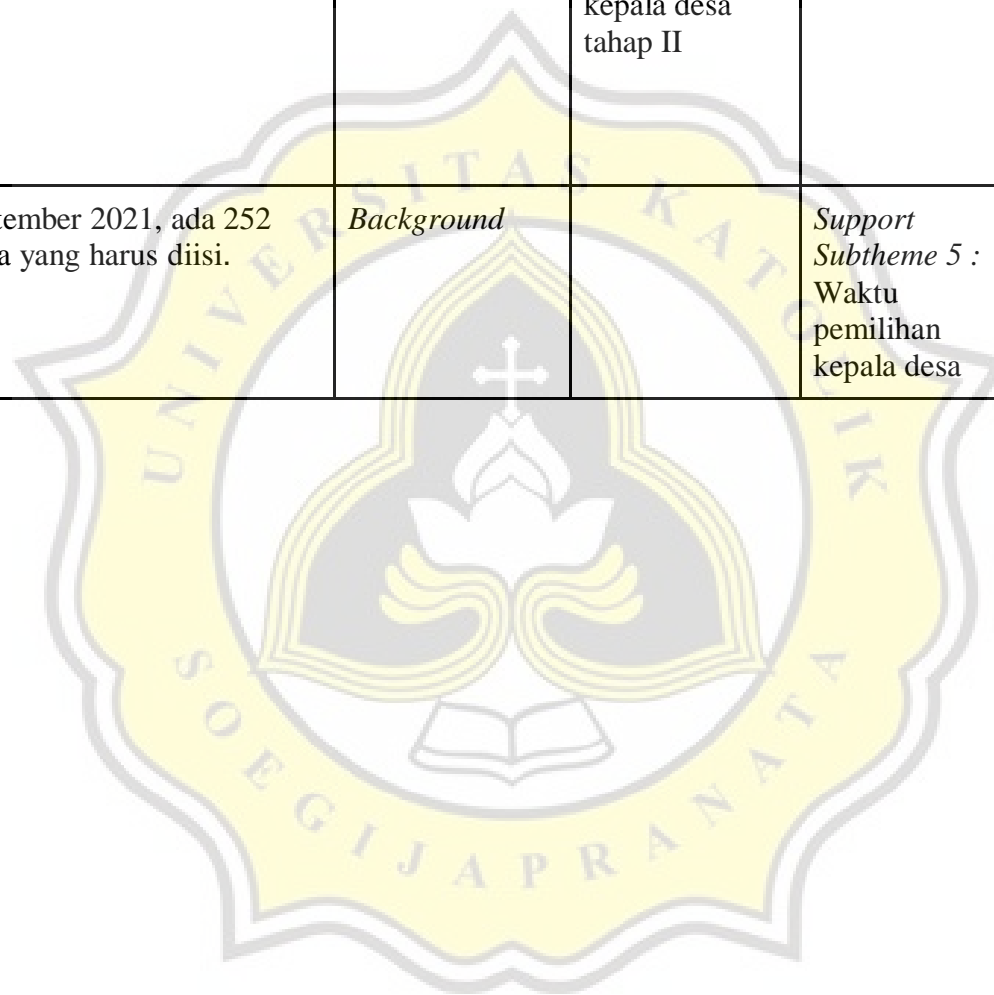 kepala desa
tahap II
tember 2021, ada 252
a yang harus diisi.
Background
Support
Subtheme 5 :
Waktu
pemilihan
kepala desa
UNIVERSITAS KATOLIK
SOEGIJAPRANATA